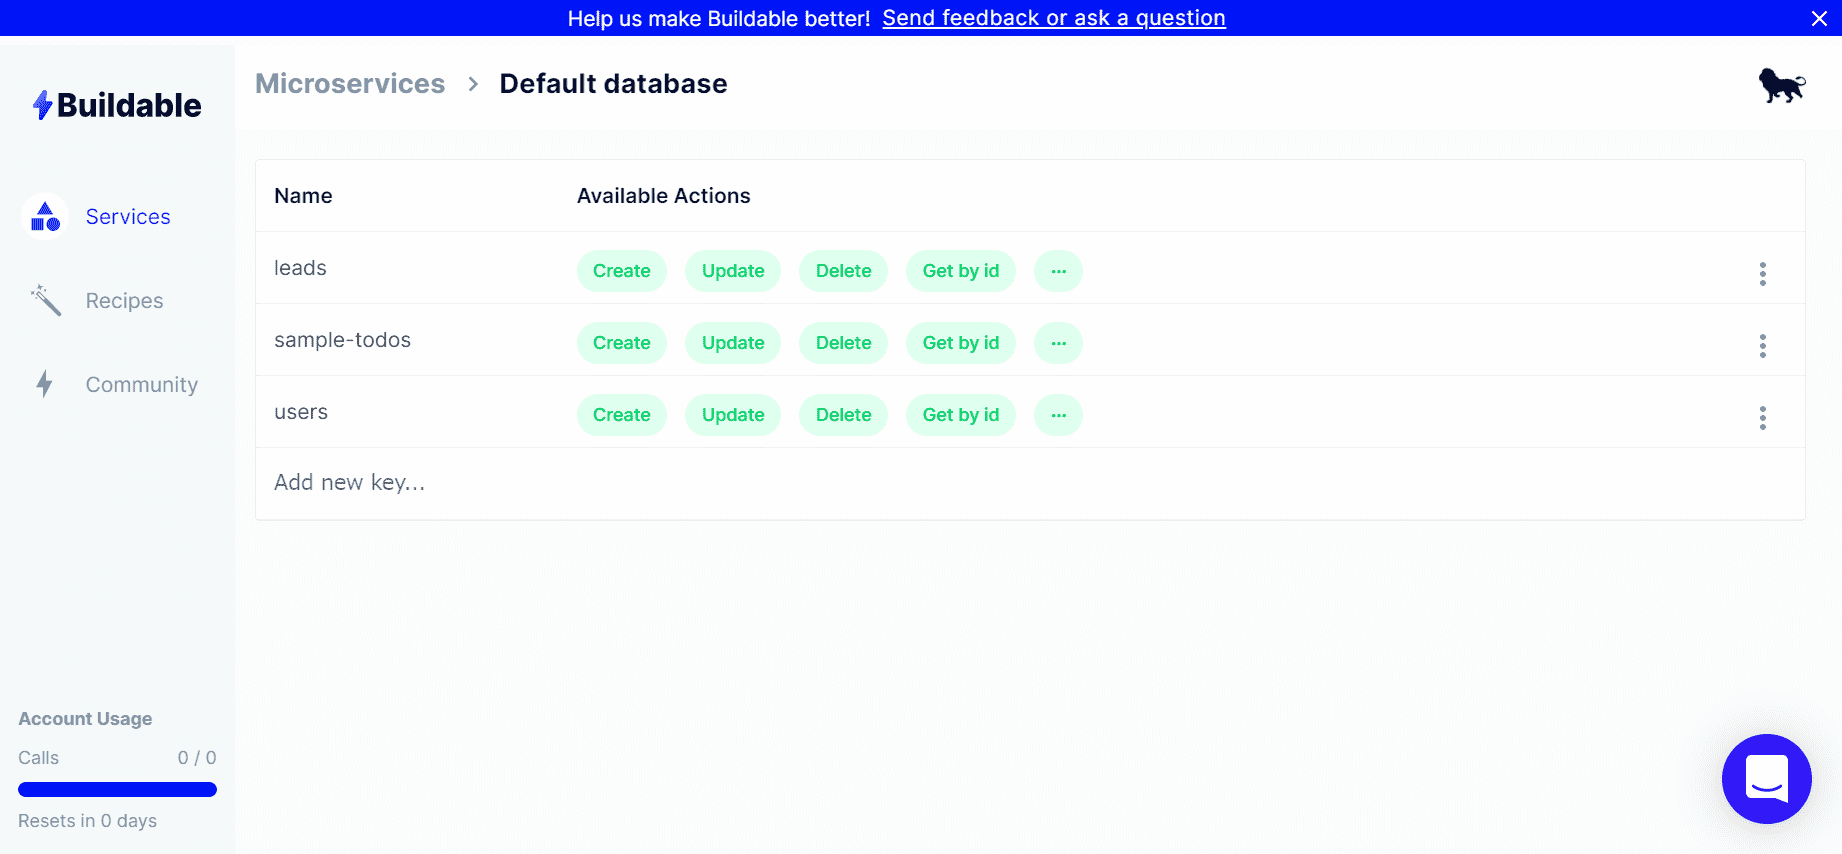 Help us make Buildable better! Send feedback or ask a question
Buildable
Microservices > Default database
Services
Recipes
Community
Name Available Actions
leads Create Update Delete Get by id ...
sample-todos Create Update Delete Get by id ...
users Create Update Delete Get by id ...
Add new key...
Account Usage
Calls 0 / 0
Resets in 0 days